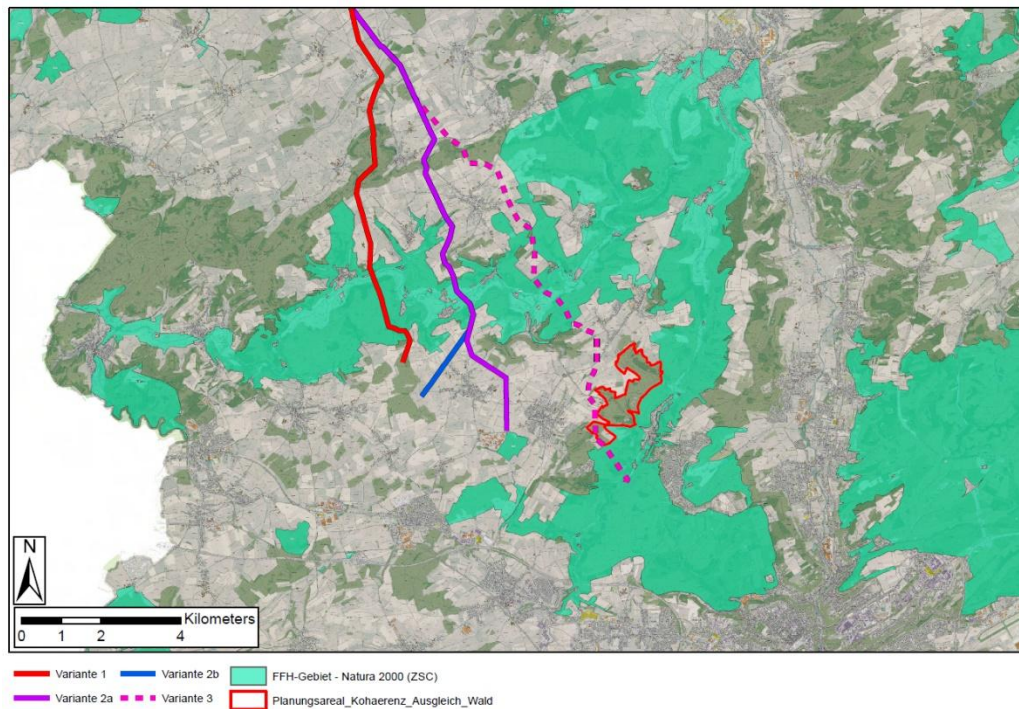 N
Kilometers
0 1 2 4
Variante 1
Variante 2b
FFH-Gebiet - Natura 2000 (ZSC)
Variante 2a
Variante 3
Planungsareal_Kohaerenz_Ausgleich_Wald